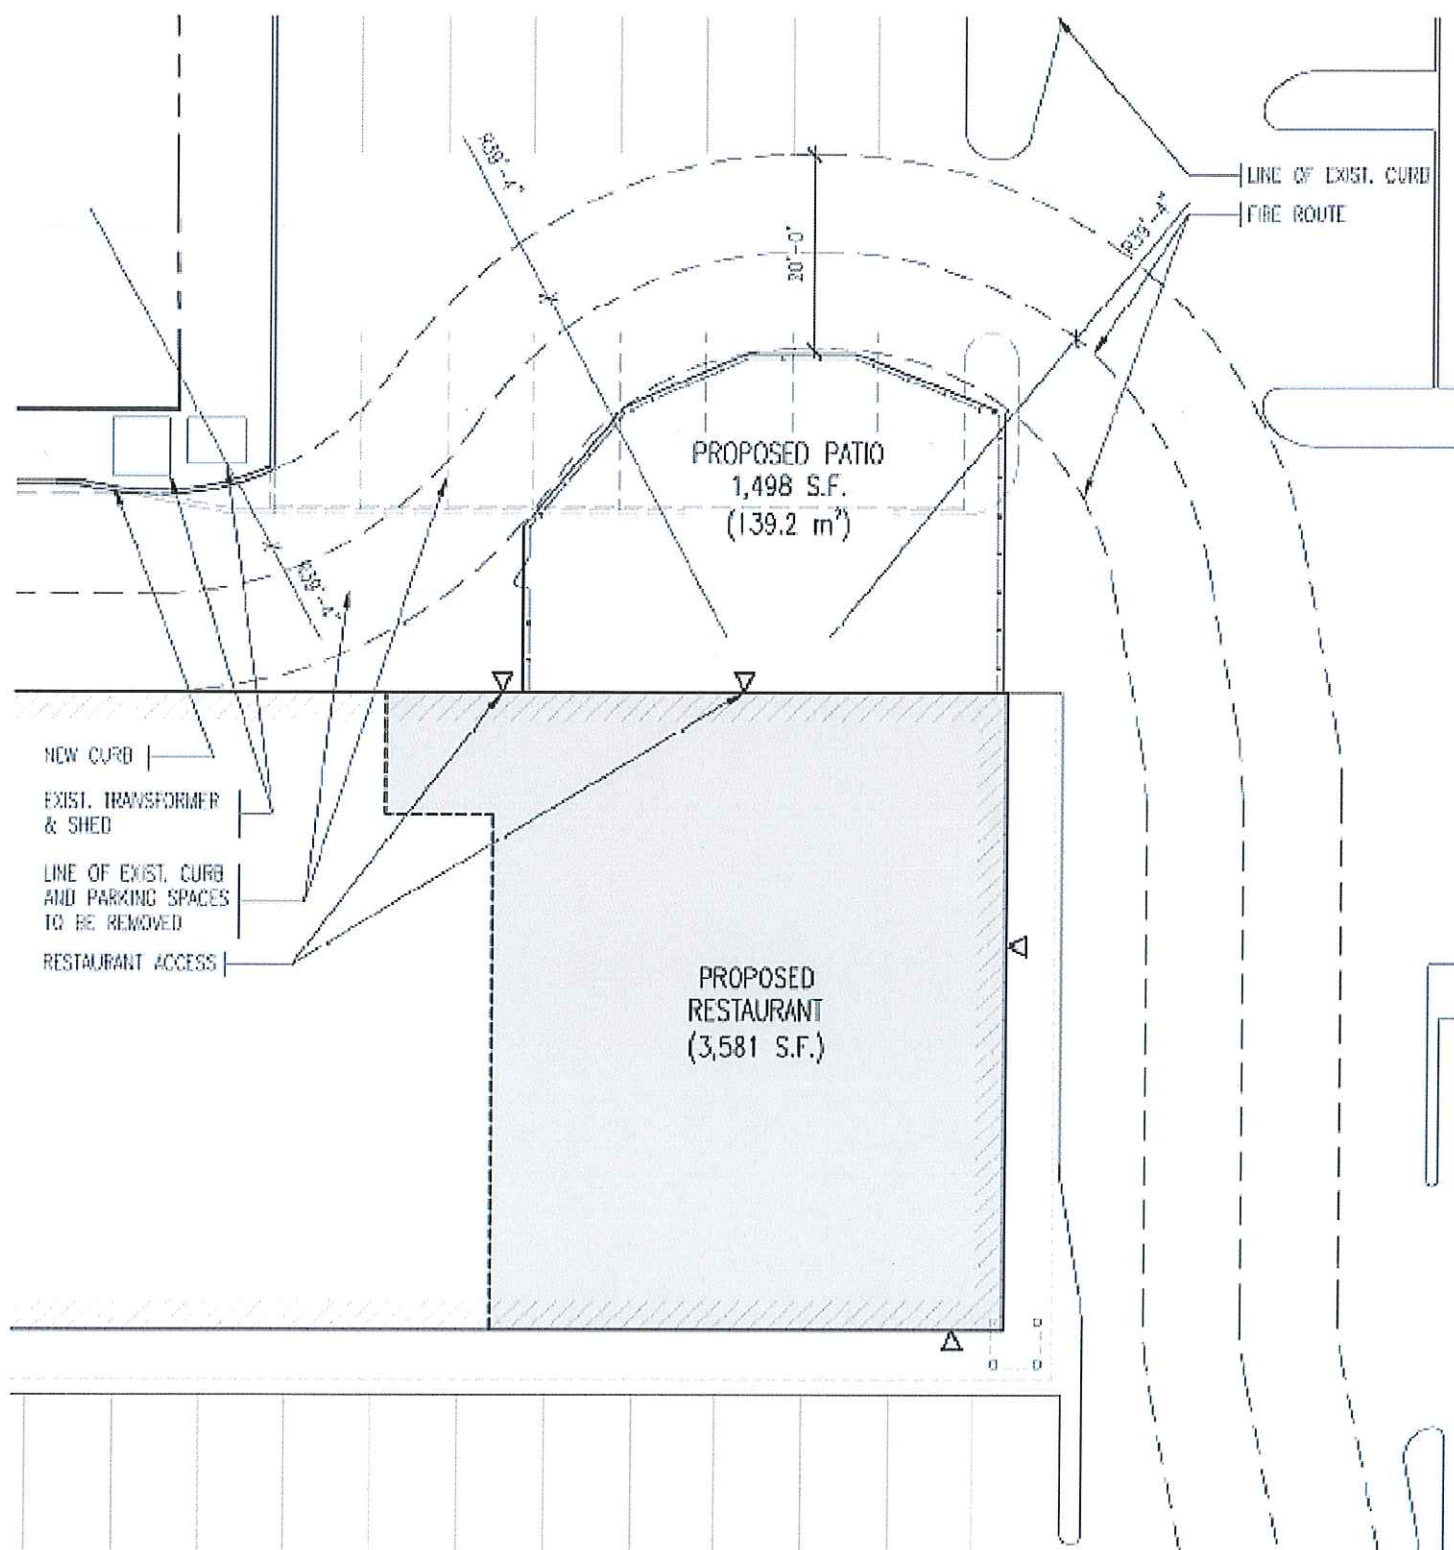 R39'-4"
LINE OF EXIST. CURB
FIRE ROUTE
R39'-4"
20'-0"
PROPOSED PATIO
1,498 S.F.
(139.2 m²)
R39'-4"
NEW CURB
EXIST. TRANSFORMER
& SHED
LINE OF EXIST. CURB
AND PARKING SPACES
TO BE REMOVED
RESTAURANT ACCESS
PROPOSED
RESTAURANT
(3,581 S.F.)